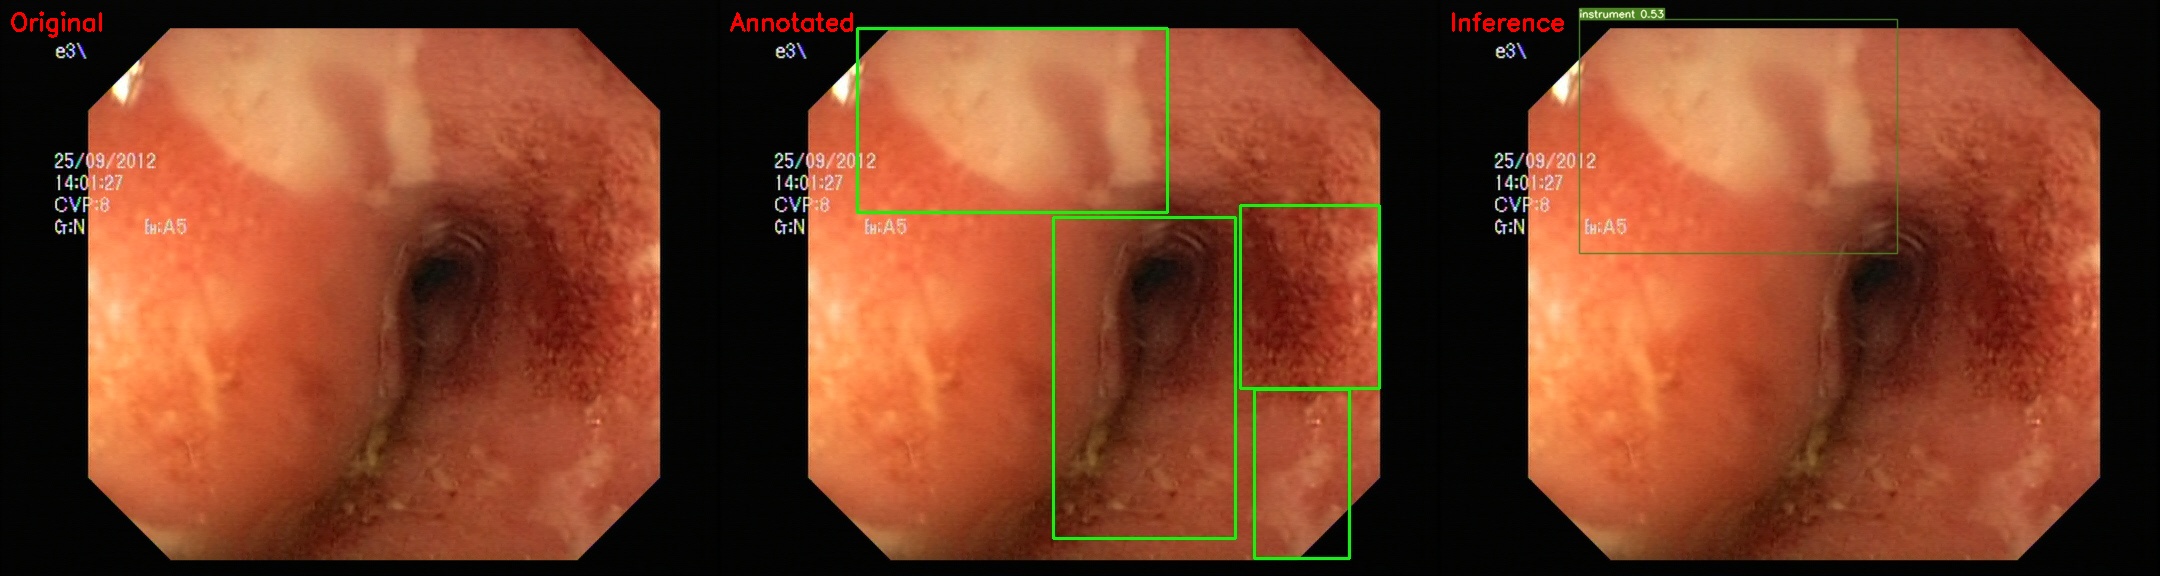 Original
e3\
25/09/2012
14:01:27
CVP:8
G:N
Eh:A5
Annotated
e3\
25/09/2012
14:01:27
CVP:8
G:N
Eh:A5
Inference
instrument 0.53
e3\
25/09/2012
14:01:27
CVP:8
G:N
Eh:A5